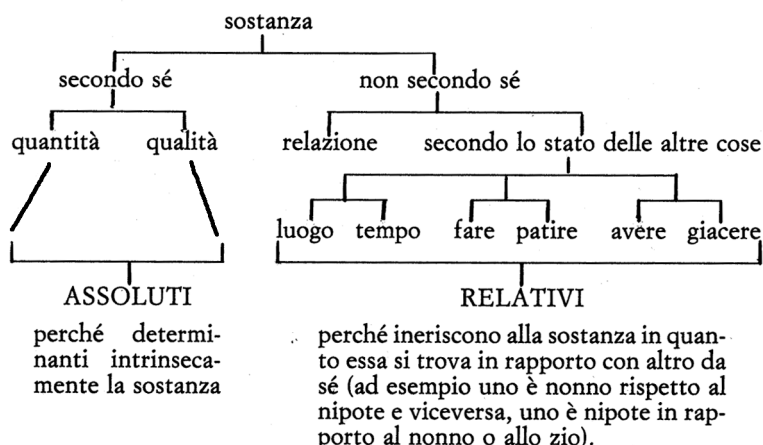 sostanza
secondo sé
non secondo sé
quantità
qualità
relazione
secondo lo stato delle altre cose
luogo
tempo
fare
patire
avere
giacere
ASSOLUTI
RELATIVI
perché determi-
nanti intrinseca-
mente la sostanza
perché ineriscono alla sostanza in quan-
to essa si trova in rapporto con altro da
sé (ad esempio uno è nonno rispetto al
nipote e viceversa, uno è nipote in rap-
porto al nonno o allo zio).